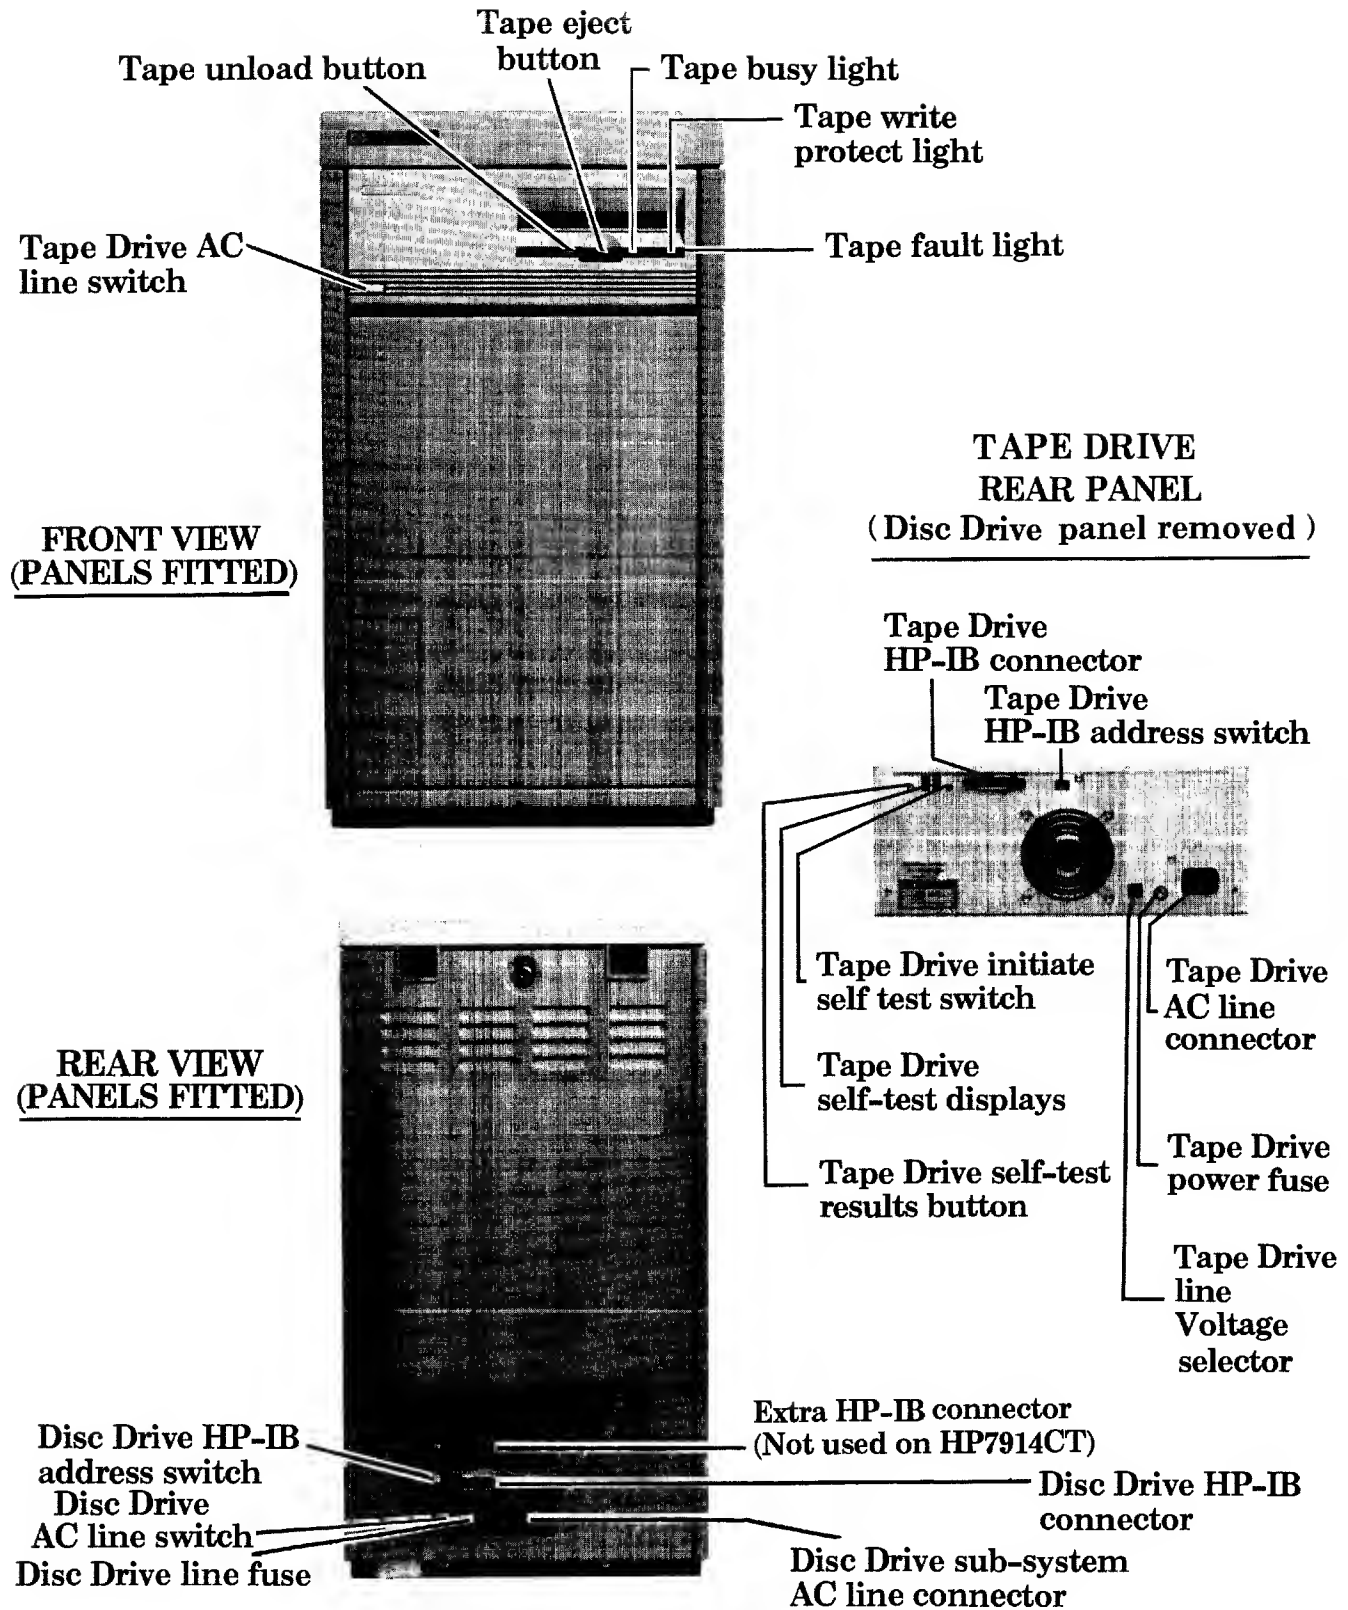 Tape eject
button
Tape unload button
Tape busy light
Tape write
protect light
Tape Drive AC
line switch
Tape fault light
FRONT VIEW
(PANELS FITTED)
TAPE DRIVE
REAR PANEL
(Disc Drive panel removed)
Tape Drive
HP-IB connector
Tape Drive
HP-IB address switch
Tape Drive initiate
self test switch
Tape Drive
AC line
connector
REAR VIEW
(PANELS FITTED)
Tape Drive
self-test displays
Tape Drive self-test
results button
Tape Drive
power fuse
Tape Drive
line
Voltage
selector
Extra HP-IB connector
(Not used on HP7914CT)
Disc Drive HP-IB
address switch
Disc Drive HP-IB
connector
Disc Drive
AC line switch
Disc Drive line fuse
Disc Drive sub-system
AC line connector